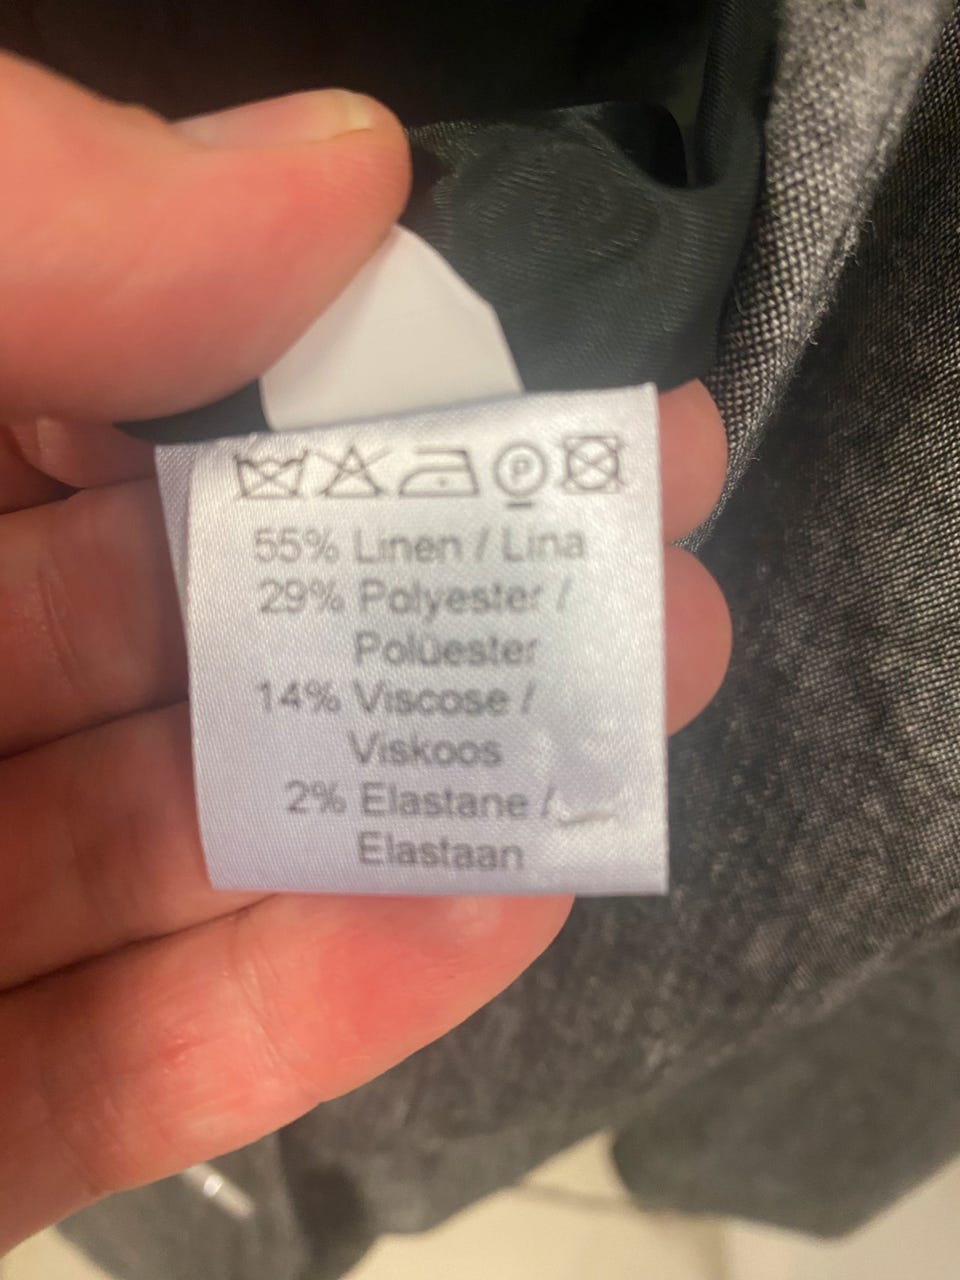 P
55% Linen / Lina
29% Polyester /
Polüester
14% Viscose /
Viskoos
2% Elastane /
Elastaan